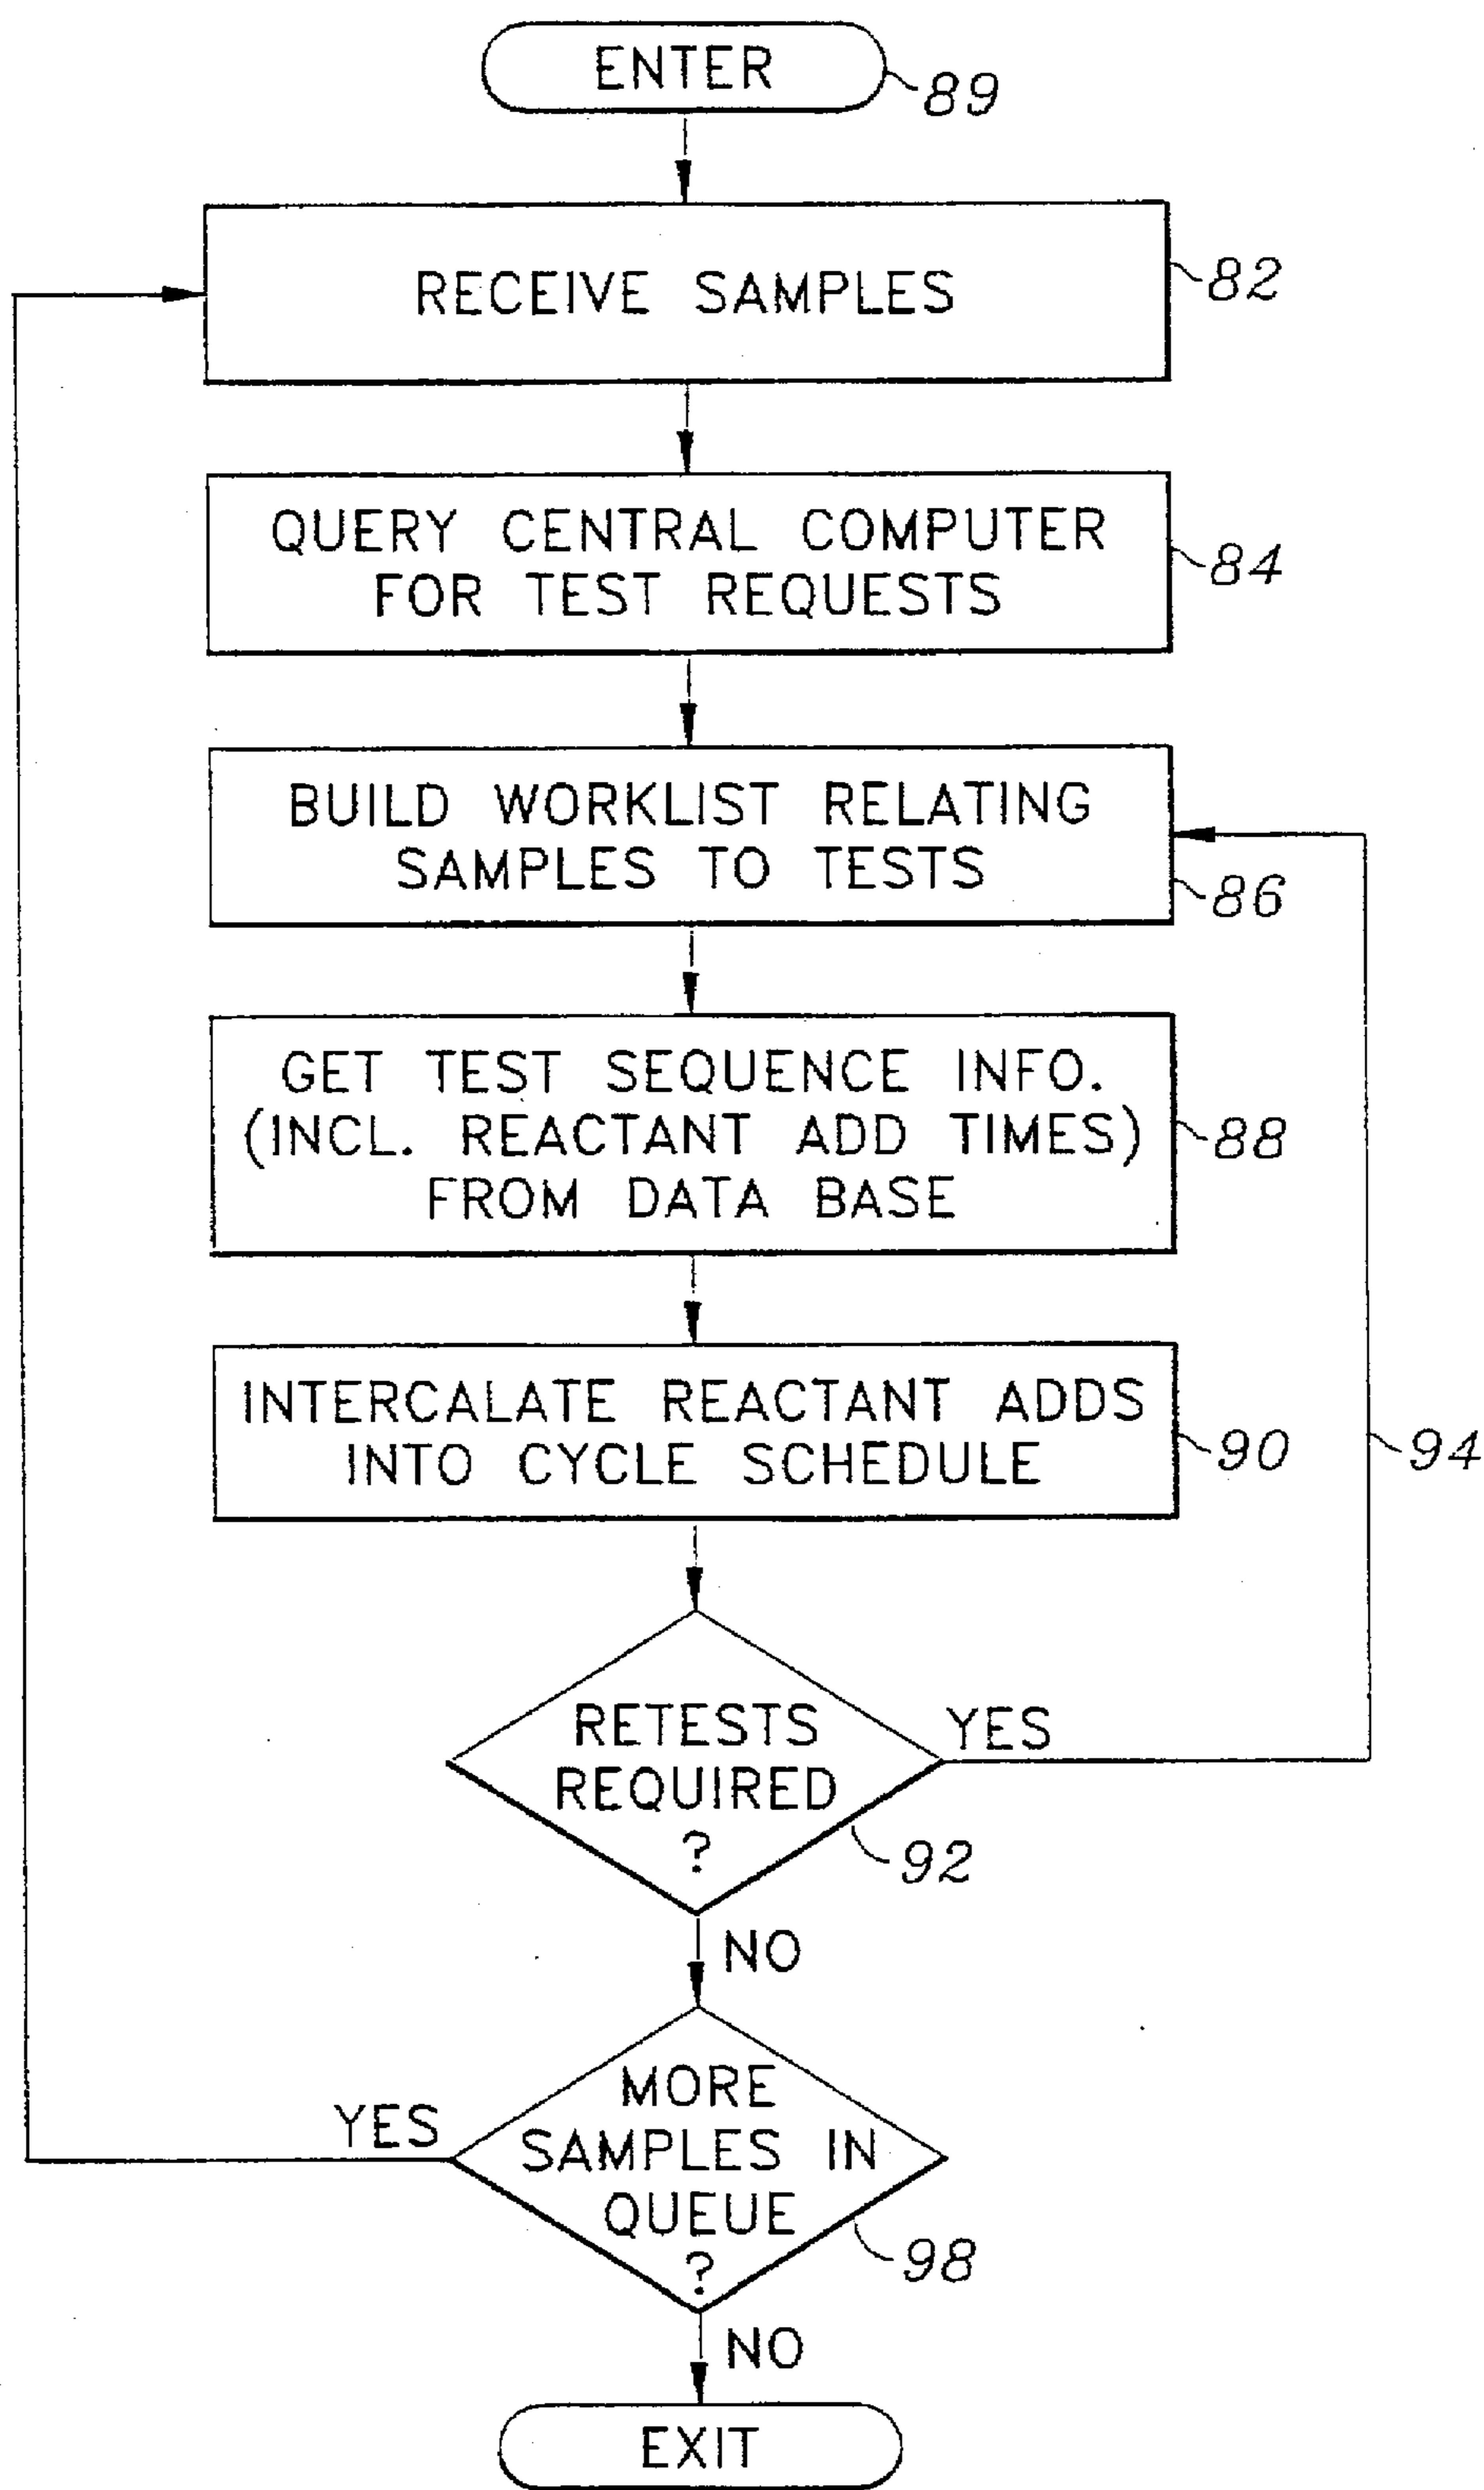 ENTER
89
RECEIVE SAMPLES
82
QUERY CENTRAL COMPUTER
FOR TEST REQUESTS
84
BUILD WORKLIST RELATING
SAMPLES TO TESTS
86
GET TEST SEQUENCE INFO.
(INCL. REACTANT ADD TIMES)
FROM DATA BASE
88
INTERCALATE REACTANT ADDS
INTO CYCLE SCHEDULE
90
94
RETESTS
REQUIRED
?
YES
92
NO
MORE
SAMPLES IN
QUEUE
?
YES
98
NO
EXIT